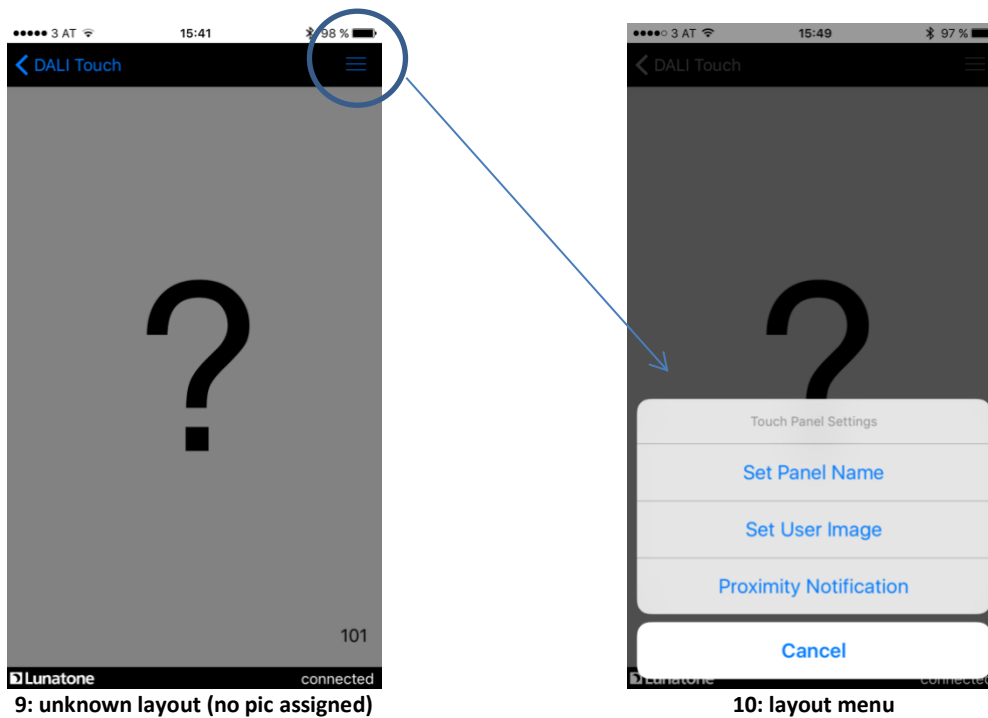 3 AT 15:41 98 %
DALI Touch
?
101
Lunatone connected
9: unknown layout (no pic assigned)
3 AT 15:49 97 %
DALI Touch
?
Touch Panel Settings
Set Panel Name
Set User Image
Proximity Notification
Cancel
Lunatone connected
10: layout menu